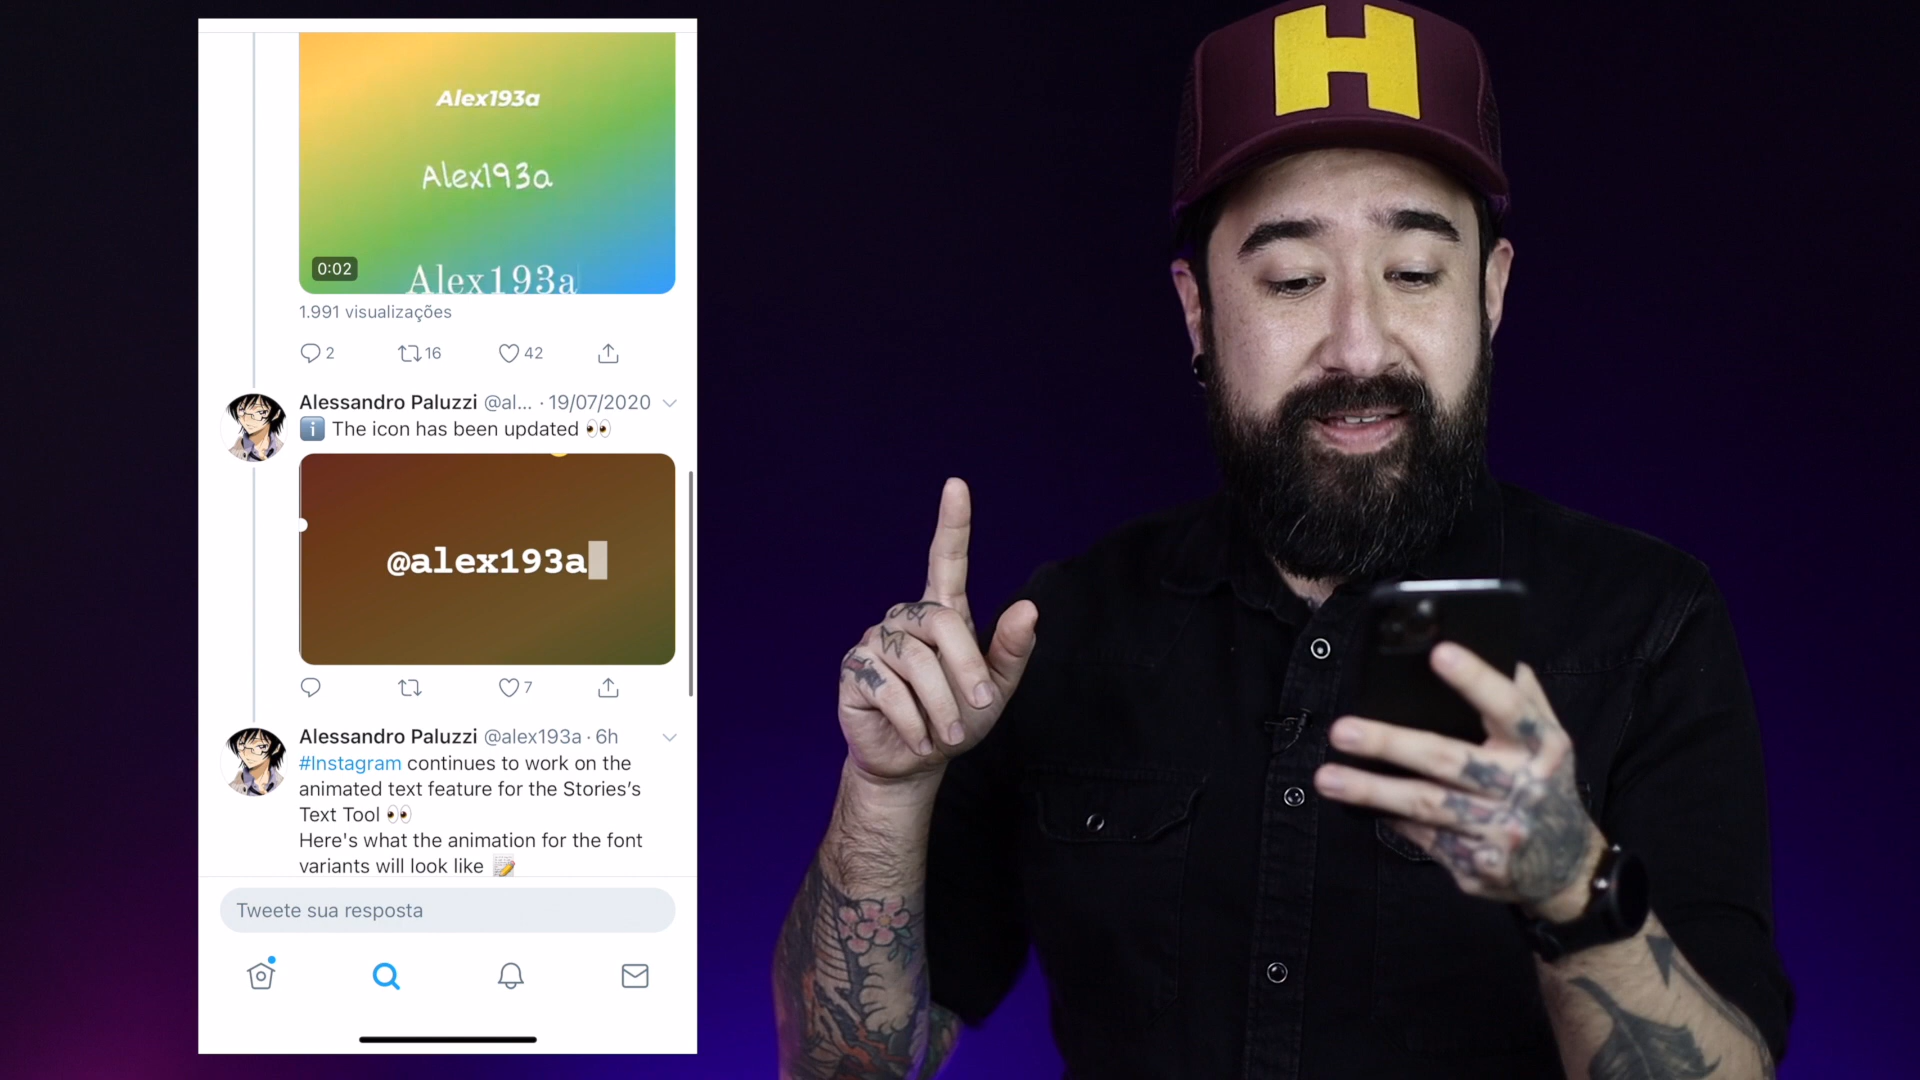 H
Alex193a
Alex193a
0:02
Alex193a
1.991 visualizações
2 16 42
Alessandro Paluzzi @al... · 19/07/2020
ℹ️ The icon has been updated 👀
@alex193a
7
Alessandro Paluzzi @alex193a · 6h
#Instagram continues to work on the
animated text feature for the Stories’s
Text Tool 👀
Here's what the animation for the font
variants will look like 📝
Tweete sua resposta